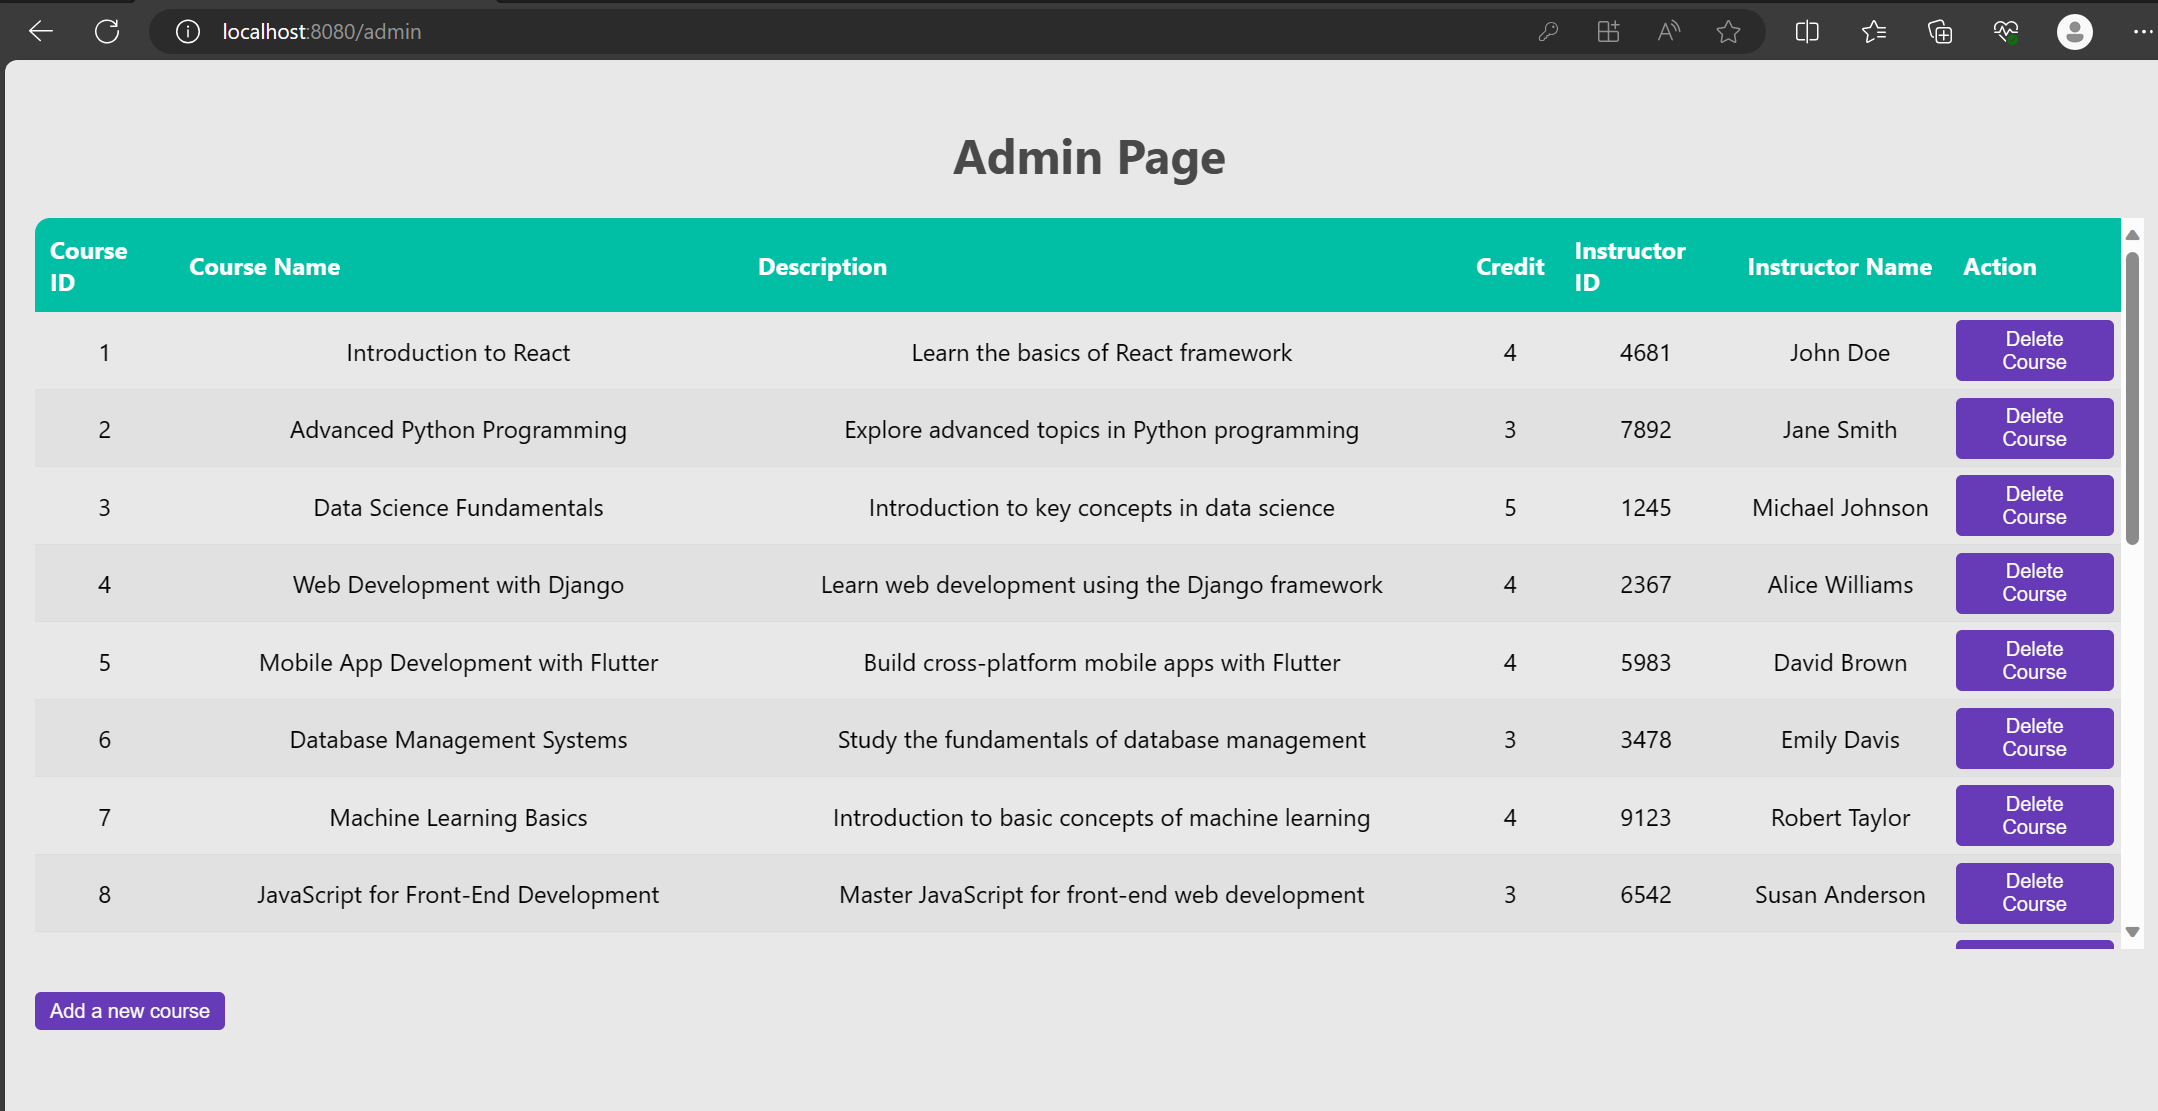 localhost:8080/admin
Admin Page
Course ID Course Name Description Credit Instructor ID Instructor Name Action
1 Introduction to React Learn the basics of React framework 4 4681 John Doe Delete Course
2 Advanced Python Programming Explore advanced topics in Python programming 3 7892 Jane Smith Delete Course
3 Data Science Fundamentals Introduction to key concepts in data science 5 1245 Michael Johnson Delete Course
4 Web Development with Django Learn web development using the Django framework 4 2367 Alice Williams Delete Course
5 Mobile App Development with Flutter Build cross-platform mobile apps with Flutter 4 5983 David Brown Delete Course
6 Database Management Systems Study the fundamentals of database management 3 3478 Emily Davis Delete Course
7 Machine Learning Basics Introduction to basic concepts of machine learning 4 9123 Robert Taylor Delete Course
8 JavaScript for Front-End Development Master JavaScript for front-end web development 3 6542 Susan Anderson Delete Course
Add a new course